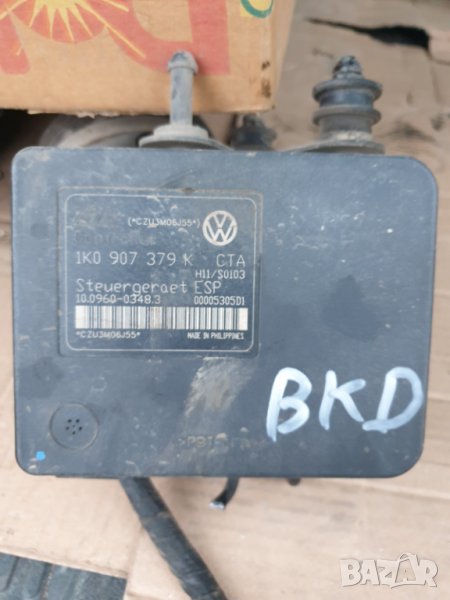 (*CZU3M06J55*)
1K0 907 379 K CTA
H11/S0103
Steuergeraet ESP
10.0960-0348.3 00005305D1
*CZU3M06J55*
MADE IN PHILIPPINES
BKD
bazar